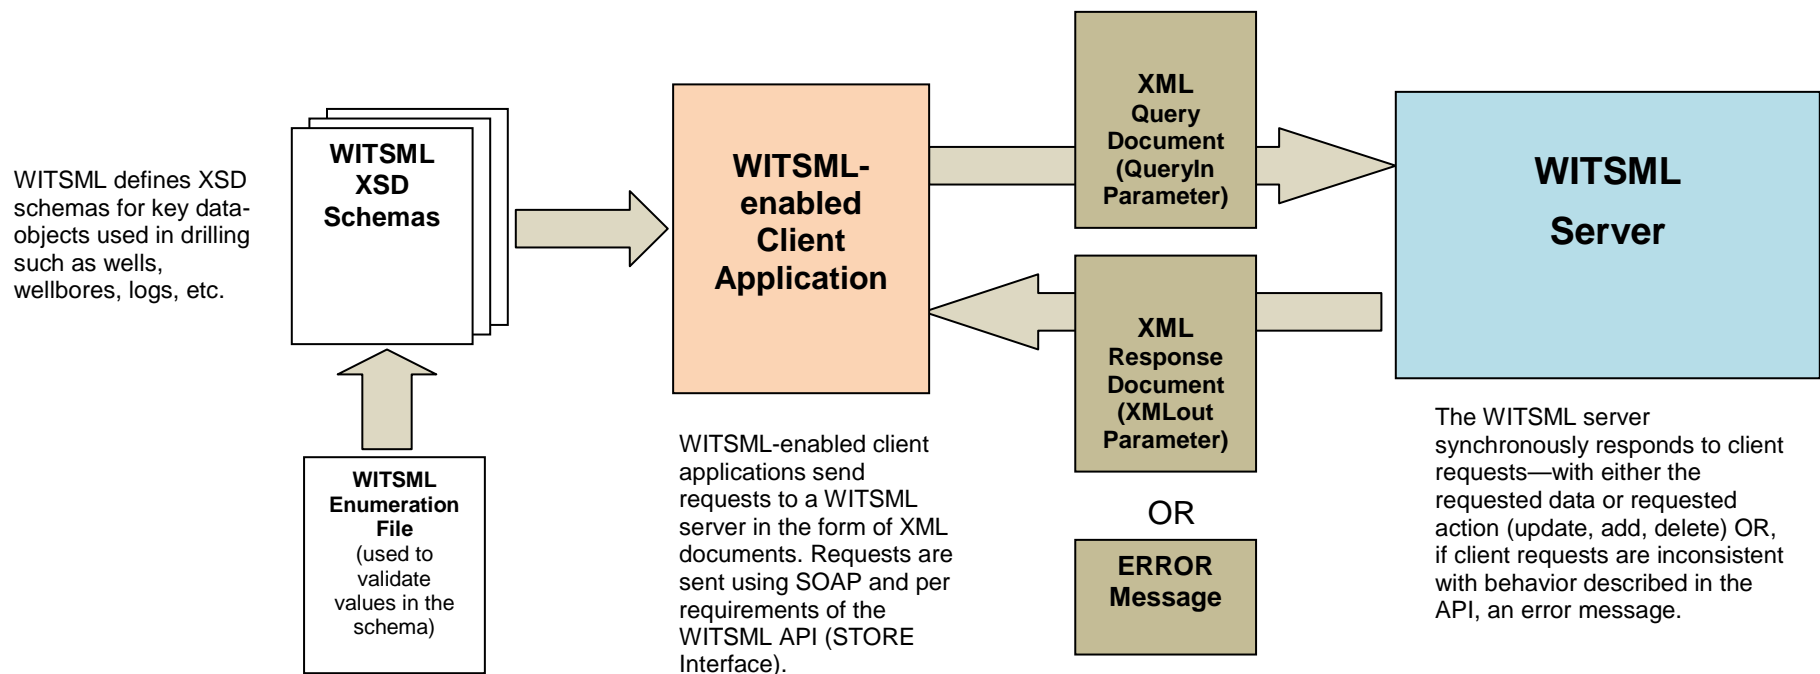 WITSML defines XSD
schemas for key data-
objects used in drilling
such as wells,
wellbores, logs, etc.
WITSML
XSD
Schemas
WITSML
Enumeration
File
(used to
validate
values in the
schema)
WITSML-
enabled
Client
Application
WITSML-enabled client
applications send
requests to a WITSML
server in the form of XML
documents. Requests are
sent using SOAP and per
requirements of the
WITSML API (STORE
Interface).
XML
Query
Document
(QueryIn
Parameter)
XML
Response
Document
(XMLout
Parameter)
OR
ERROR
Message
WITSML
Server
The WITSML server
synchronously responds to client
requests—with either the
requested data or requested
action (update, add, delete) OR,
if client requests are inconsistent
with behavior described in the
API, an error message.